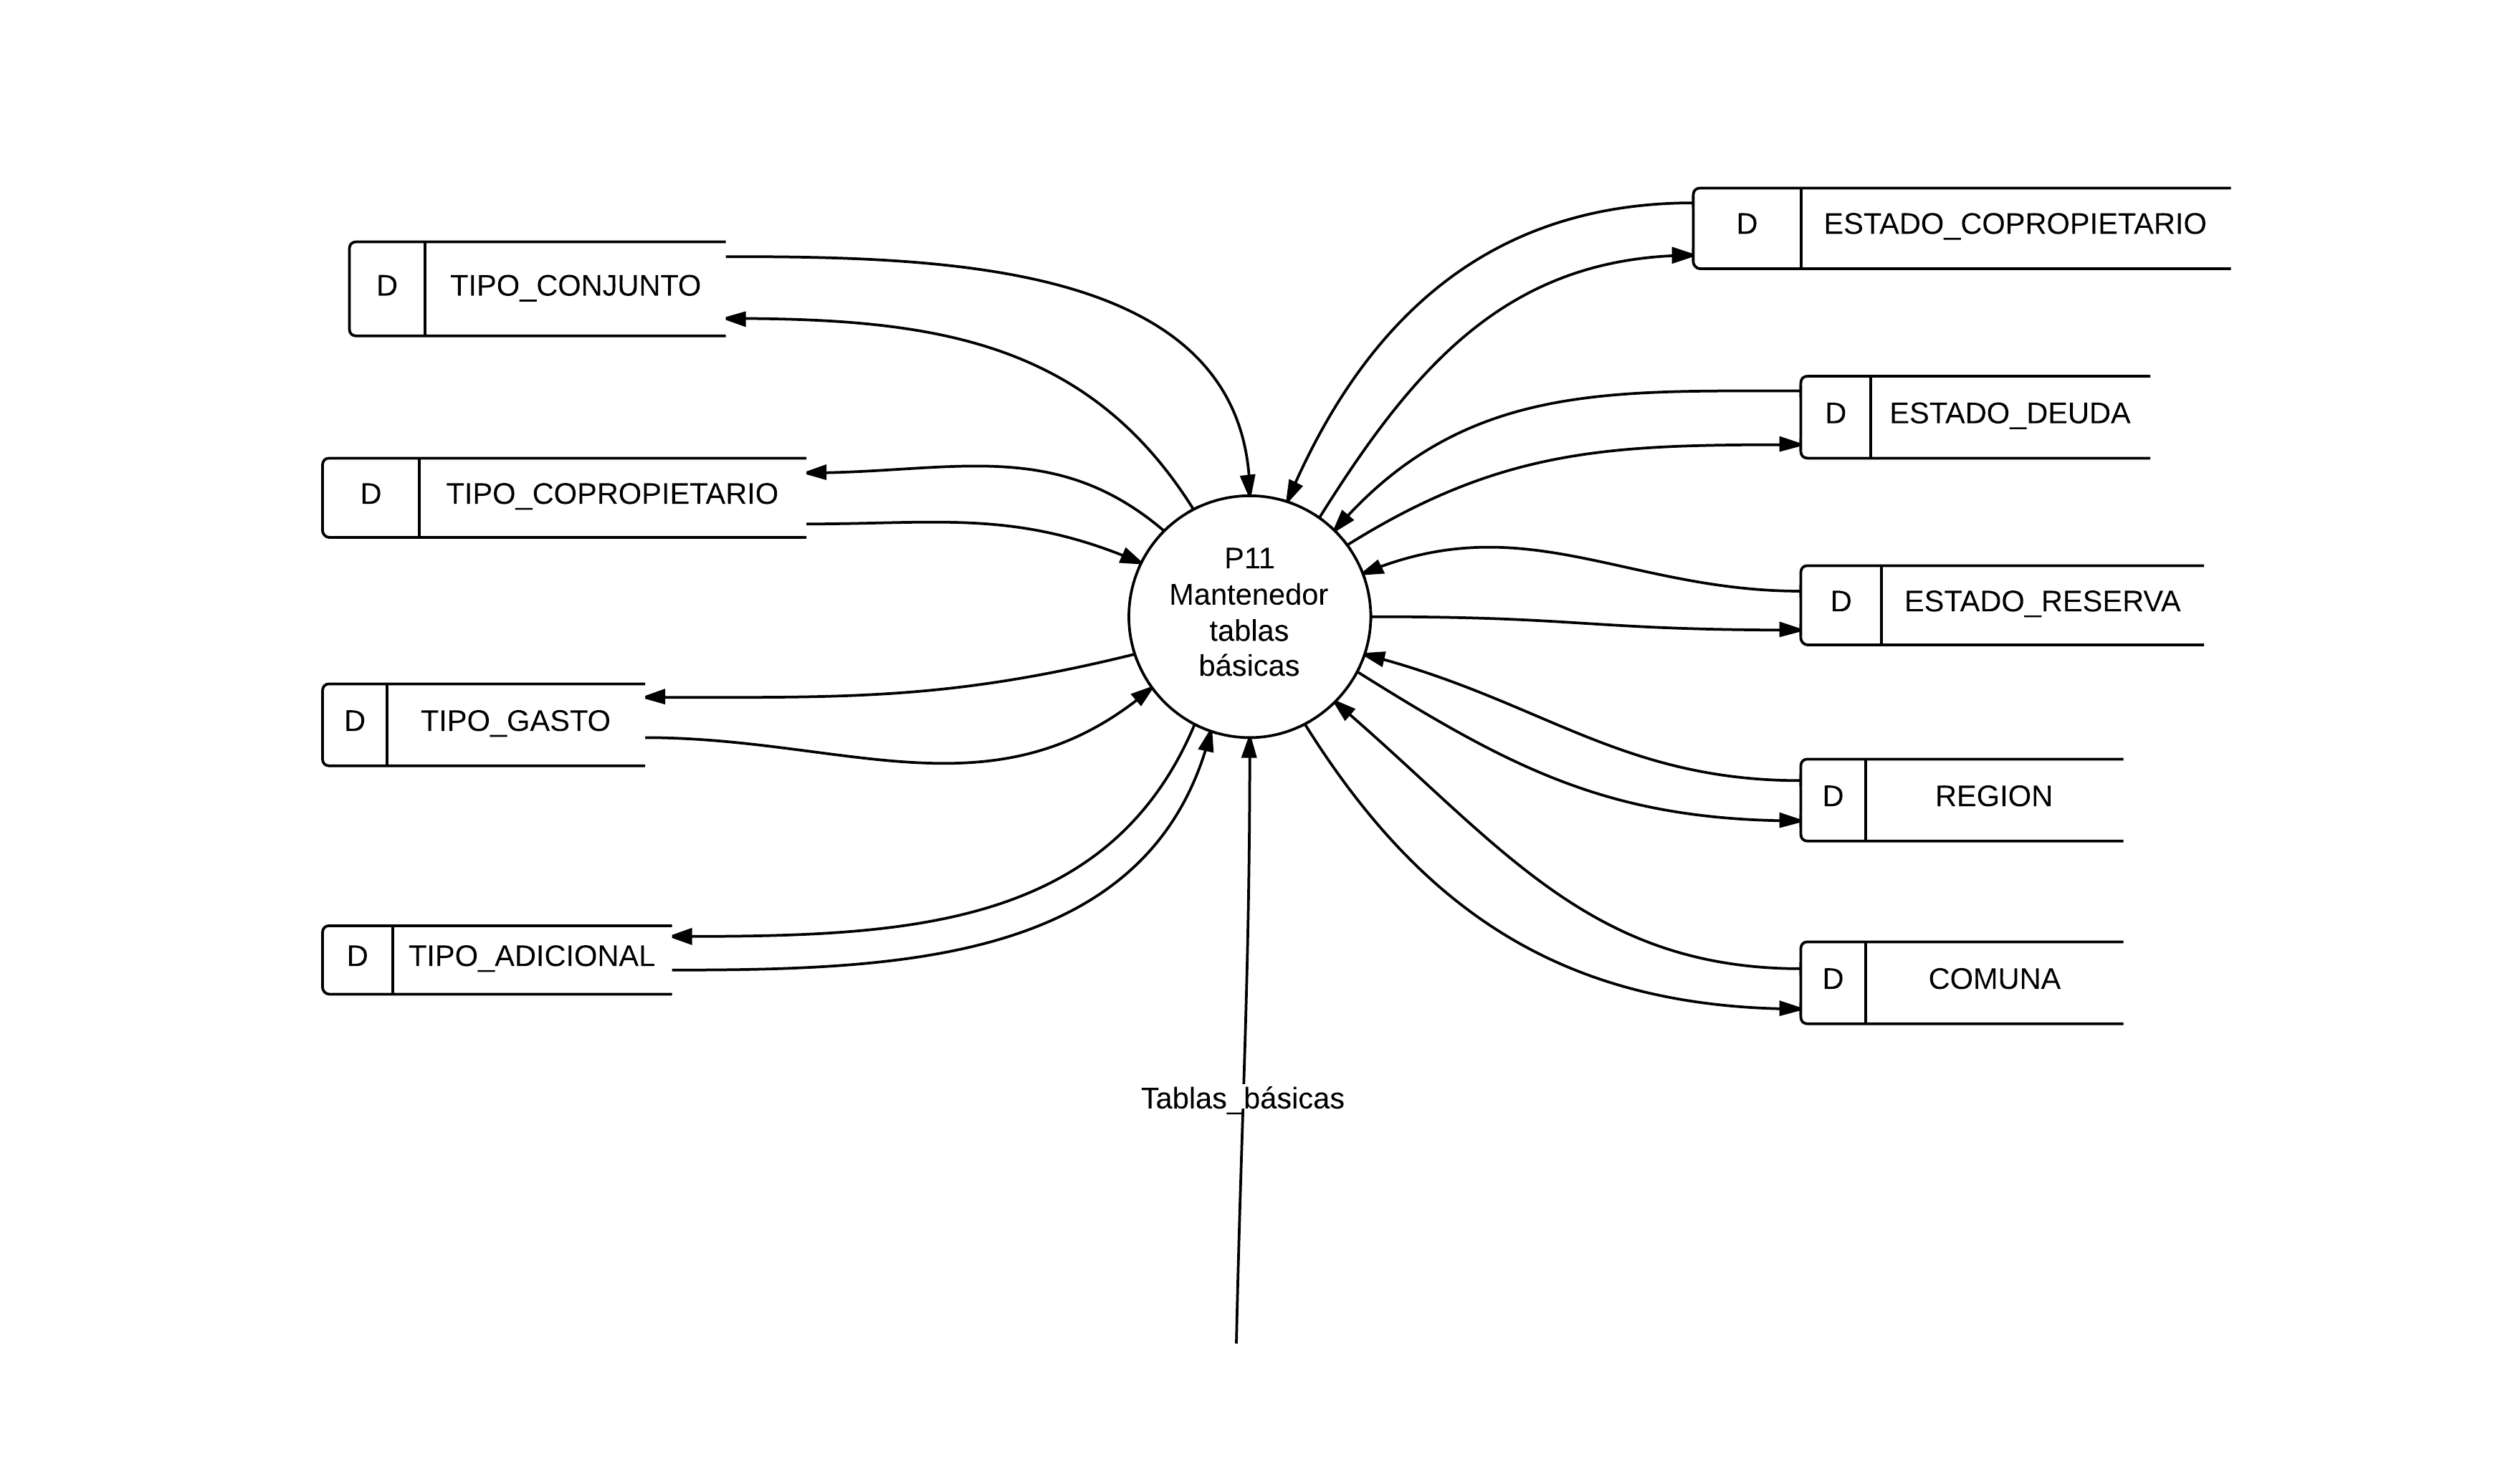 D TIPO_CONJUNTO
D TIPO_COPROPIETARIO
D TIPO_GASTO
D TIPO_ADICIONAL
P11
Mantenedor
tablas
básicas
Tablas_básicas
D ESTADO_COPROPIETARIO
D ESTADO_DEUDA
D ESTADO_RESERVA
D REGION
D COMUNA